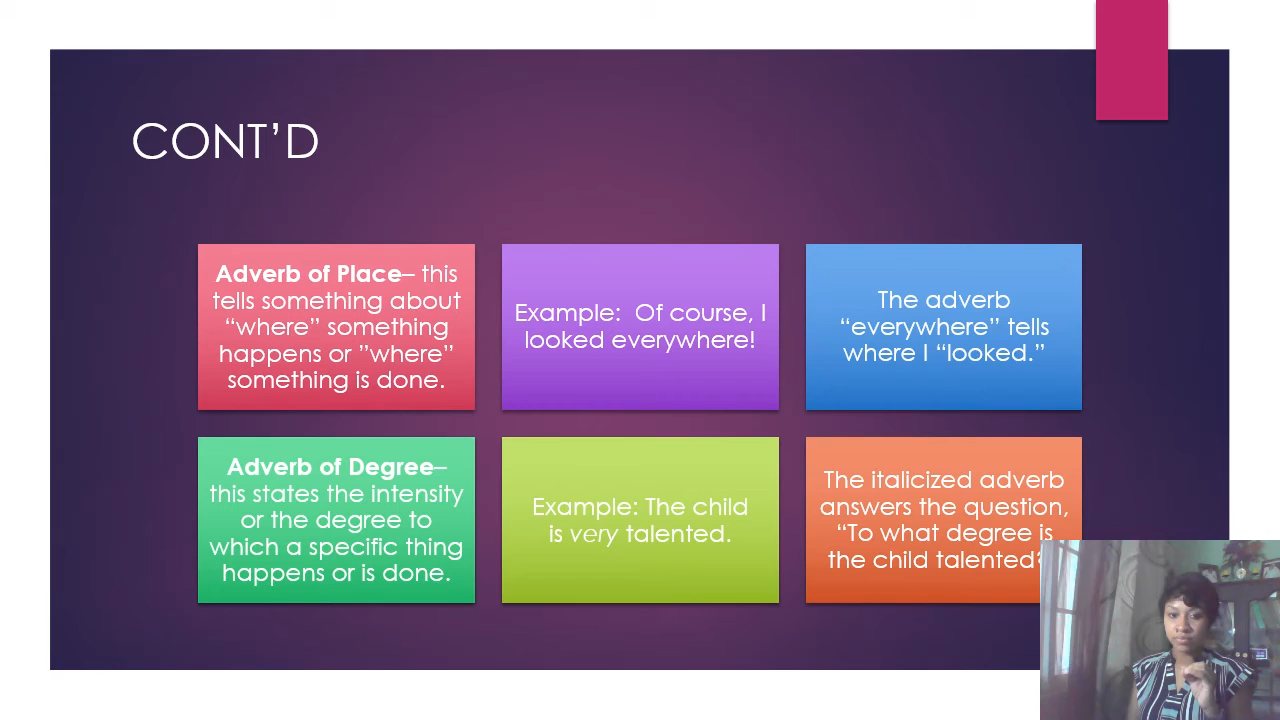 CONT’D
Adverb of Place– this
tells something about
“where” something
happens or ”where”
something is done.
Example:  Of course, I
looked everywhere!
The adverb
“everywhere” tells
where I “looked.”
Adverb of Degree–
this states the intensity
or the degree to
which a specific thing
happens or is done.
Example: The child
is very talented.
The italicized adverb
answers the question,
“To what degree is
the child talented?